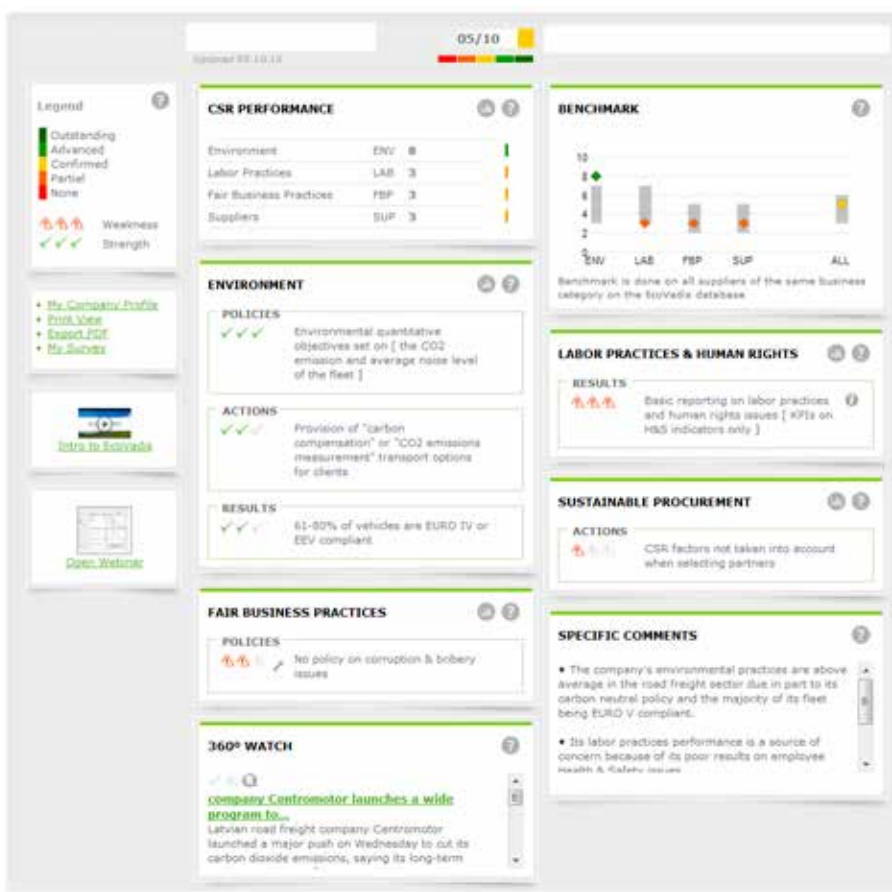 05/10
Updated 05.10.10
Legend
Outstanding
Advanced
Confirmed
Partial
None
Weakness
Strength
My Company Profile
Print View
Export PDF
My Survey
Intro to EcoVadis
Open Webinar
CSR PERFORMANCE
Environment ENV 8
Labor Practices LAB 3
Fair Business Practices FBP 3
Suppliers SUP 3
ENVIRONMENT
POLICIES
Environmental quantitative
objectives set on [ the CO2
emission and average noise level
of the fleet ]
ACTIONS
Provision of "carbon
compensation" or "CO2 emissions
measurement" transport options
for clients
RESULTS
61-80% of vehicles are EURO IV or
EEV compliant
FAIR BUSINESS PRACTICES
POLICIES
No policy on corruption & bribery
issues
360° WATCH
company Centromotor launches a wide
program to...
Latvian road freight company Centromotor
launched a major push on Wednesday to cut its
carbon dioxide emissions, saying its long-term
BENCHMARK
10
8
6
4
2
0
ENV LAB FBP SUP ALL
Benchmark is done on all suppliers of the same business
category on the EcoVadis database
LABOR PRACTICES & HUMAN RIGHTS
RESULTS
Basic reporting on labor practices
and human rights issues [ KPIs on
H&S indicators only ]
SUSTAINABLE PROCUREMENT
ACTIONS
CSR factors not taken into account
when selecting partners
SPECIFIC COMMENTS
• The company's environmental practices are above
average in the road freight sector due in part to its
carbon neutral policy and the majority of its fleet
being EURO V compliant.
• Its labor practices performance is a source of
concern because of its poor results on employee
Health & Safety issues